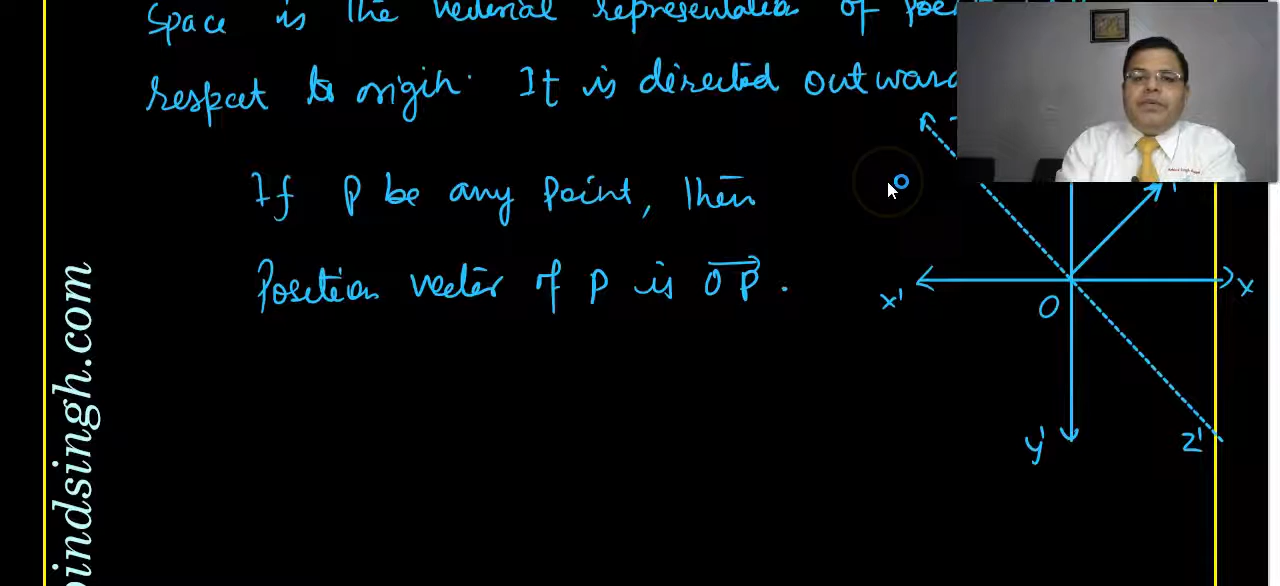 space is the vectorial representation of
respect to origin. It is directed outward
If P be any point, then
Position vector of P is OP.
X'
X
O
y'
z'
indsingh.com